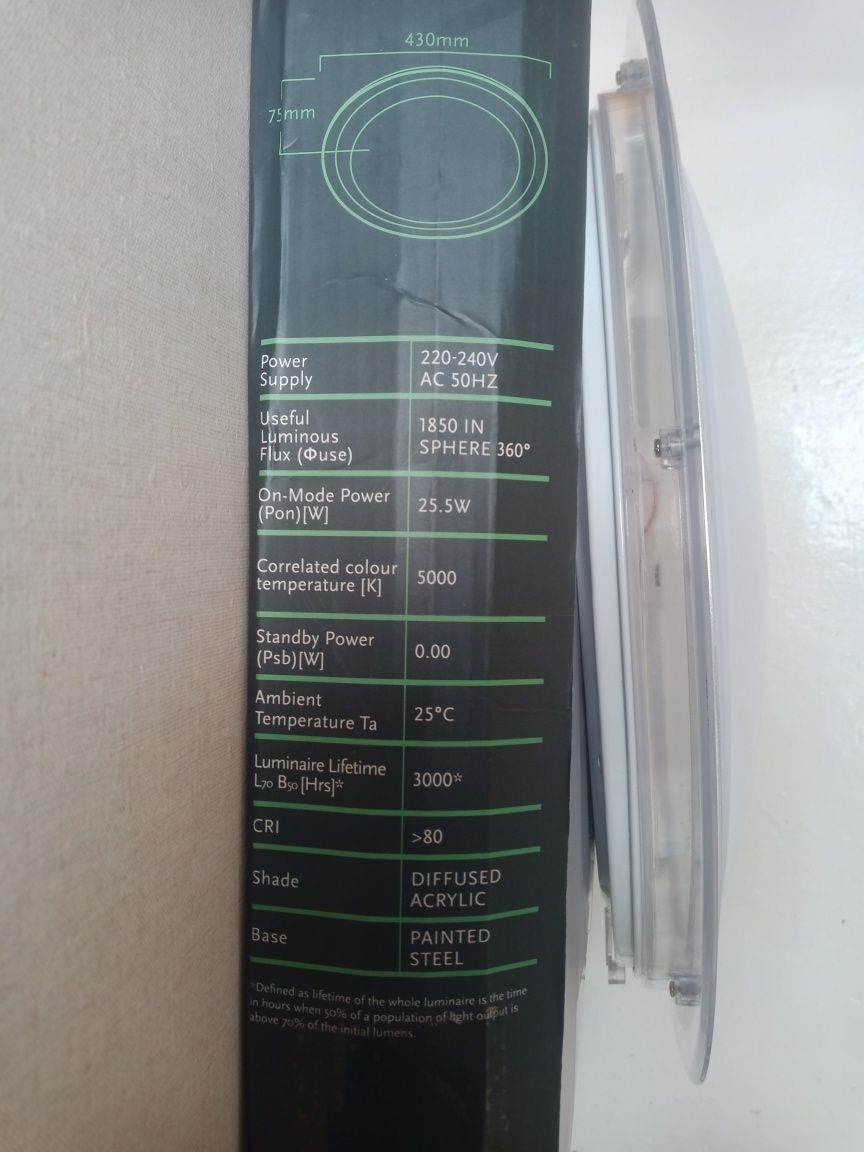 430mm
75mm
Power
Supply
220-240V
AC 50HZ
Useful
Luminous
Flux (Φuse)
1850 IN
SPHERE 360°
On-Mode Power
(Pon)[W]
25.5W
Correlated colour
temperature [K]
5000
Standby Power
(Psb)[W]
0.00
Ambient
Temperature Ta
25°C
Luminaire Lifetime
L70 B50 [Hrs]*
3000*
CRI
>80
Shade
DIFFUSED
ACRYLIC
Base
PAINTED
STEEL
*Defined as lifetime of the whole luminaire is the time
in hours when 50% of a population of light output is
above 70% of the initial lumens.